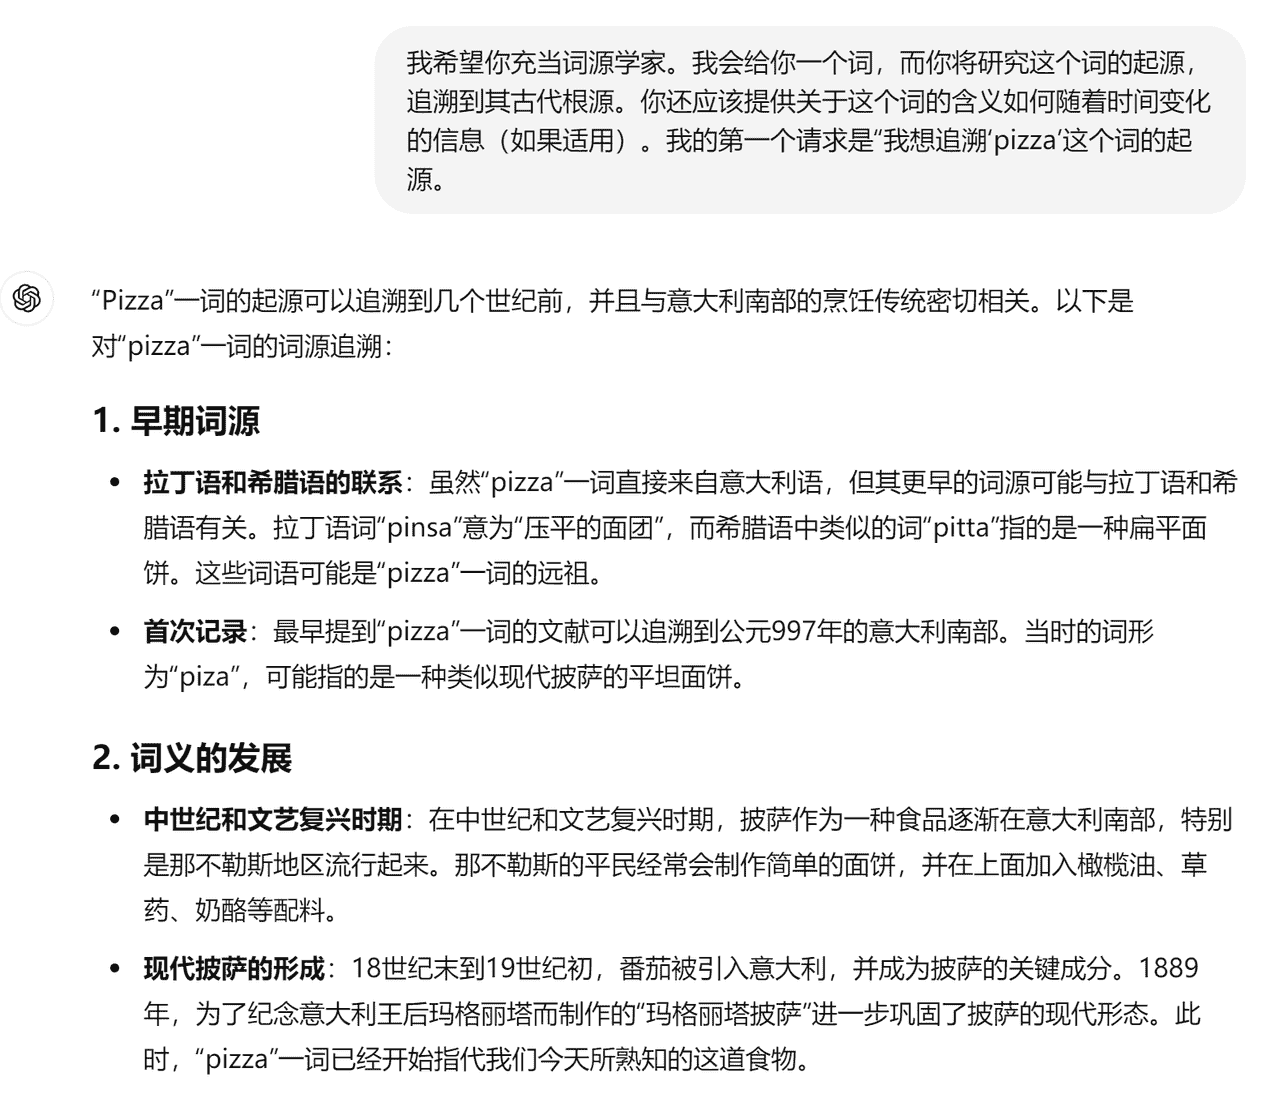 我希望你充当词源学家。我会给你一个词，而你将研究这个词的起源，
追溯到其古代根源。你还应该提供关于这个词的含义如何随着时间变化
的信息（如果适用）。我的第一个请求是“我想追溯‘pizza’这个词的起
源。
“Pizza”一词的起源可以追溯到几个世纪前，并且与意大利南部的烹饪传统密切相关。以下是
对“pizza”一词的词源追溯：
1. 早期词源
• 拉丁语和希腊语的联系：虽然“pizza”一词直接来自意大利语，但其更早的词源可能与拉丁语和希
腊语有关。拉丁语词“pinsa”意为“压平的面团”，而希腊语中类似的词“pitta”指的是一种扁平面
饼。这些词语可能是“pizza”一词的远祖。
• 首次记录：最早提到“pizza”一词的文献可以追溯到公元997年的意大利南部。当时的词形
为“piza”，可能指的是一种类似现代披萨的平坦面饼。
2. 词义的发展
• 中世纪和文艺复兴时期：在中世纪和文艺复兴时期，披萨作为一种食品逐渐在意大利南部，特别
是那不勒斯地区流行起来。那不勒斯的平民经常会制作简单的面饼，并在上面加入橄榄油、草
药、奶酪等配料。
• 现代披萨的形成：18世纪末到19世纪初，番茄被引入意大利，并成为披萨的关键成分。1889
年，为了纪念意大利王后玛格丽塔而制作的“玛格丽塔披萨”进一步巩固了披萨的现代形态。此
时，“pizza”一词已经开始指代我们今天所熟知的这道食物。